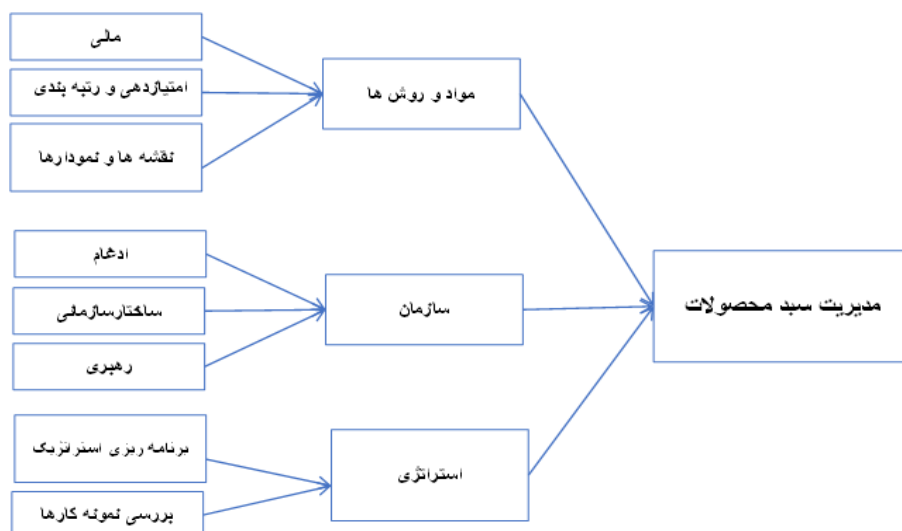 مالی
امتیازدهی و رتبه بندی
مواد و روش ها
نقشه ها و نمودارها
ادغام
مدیریت سبد محصولات
سازمان
ساختارسازمانی
رهبری
برنامه ریزی استراتژیک
استراتژی
بررسی نمونه کارها